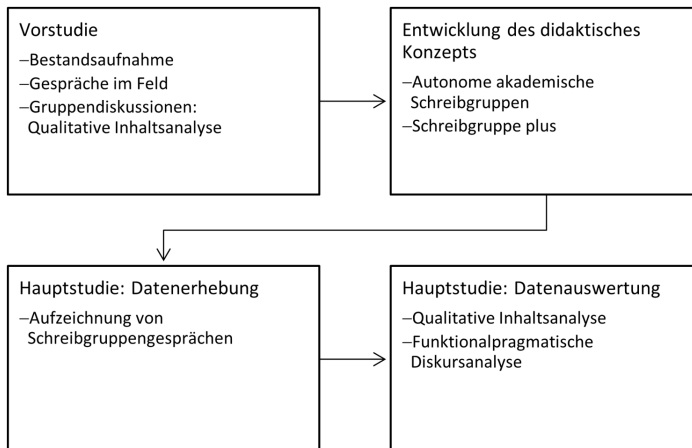 Vorstudie
–Bestandsaufnahme
–Gespräche im Feld
–Gruppendiskussionen:
Qualitative Inhaltsanalyse
Entwicklung des didaktisches
Konzepts
–Autonome akademische
Schreibgruppen
–Schreibgruppe plus
Hauptstudie: Datenerhebung
–Aufzeichnung von
Schreibgruppengesprächen
Hauptstudie: Datenauswertung
–Qualitative Inhaltsanalyse
–Funktionalpragmatische
Diskursanalyse